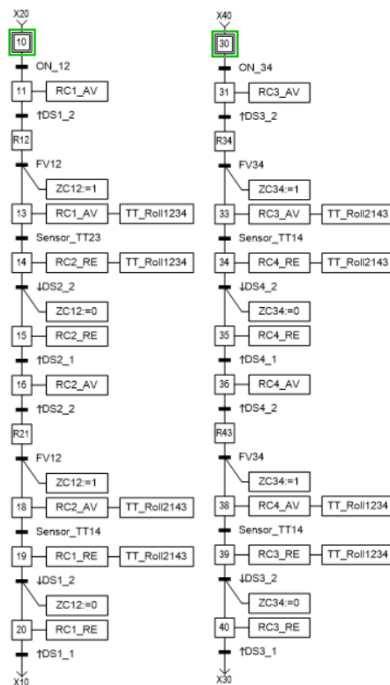 X20
10
ON_12
11 RC1_AV
↑DS1_2
R12
FV12
ZC12:=1
13 RC1_AV TT_Roll1234
Sensor_TT23
14 RC2_RE TT_Roll1234
↓DS2_2
ZC12:=0
15 RC2_RE
↑DS2_1
16 RC2_AV
↑DS2_2
R21
FV12
ZC12:=1
18 RC2_AV TT_Roll2143
Sensor_TT14
19 RC1_RE TT_Roll2143
↓DS1_2
ZC12:=0
20 RC1_RE
↑DS1_1
X10
X40
30
ON_34
31 RC3_AV
↑DS3_2
R34
FV34
ZC34:=1
33 RC3_AV TT_Roll2143
Sensor_TT14
34 RC4_RE TT_Roll2143
↓DS4_2
ZC34:=0
35 RC4_RE
↑DS4_1
36 RC4_AV
↑DS4_2
R43
FV34
ZC34:=1
38 RC4_AV TT_Roll1234
Sensor_TT14
39 RC3_RE TT_Roll1234
↓DS3_2
ZC34:=0
40 RC3_RE
↑DS3_1
X30